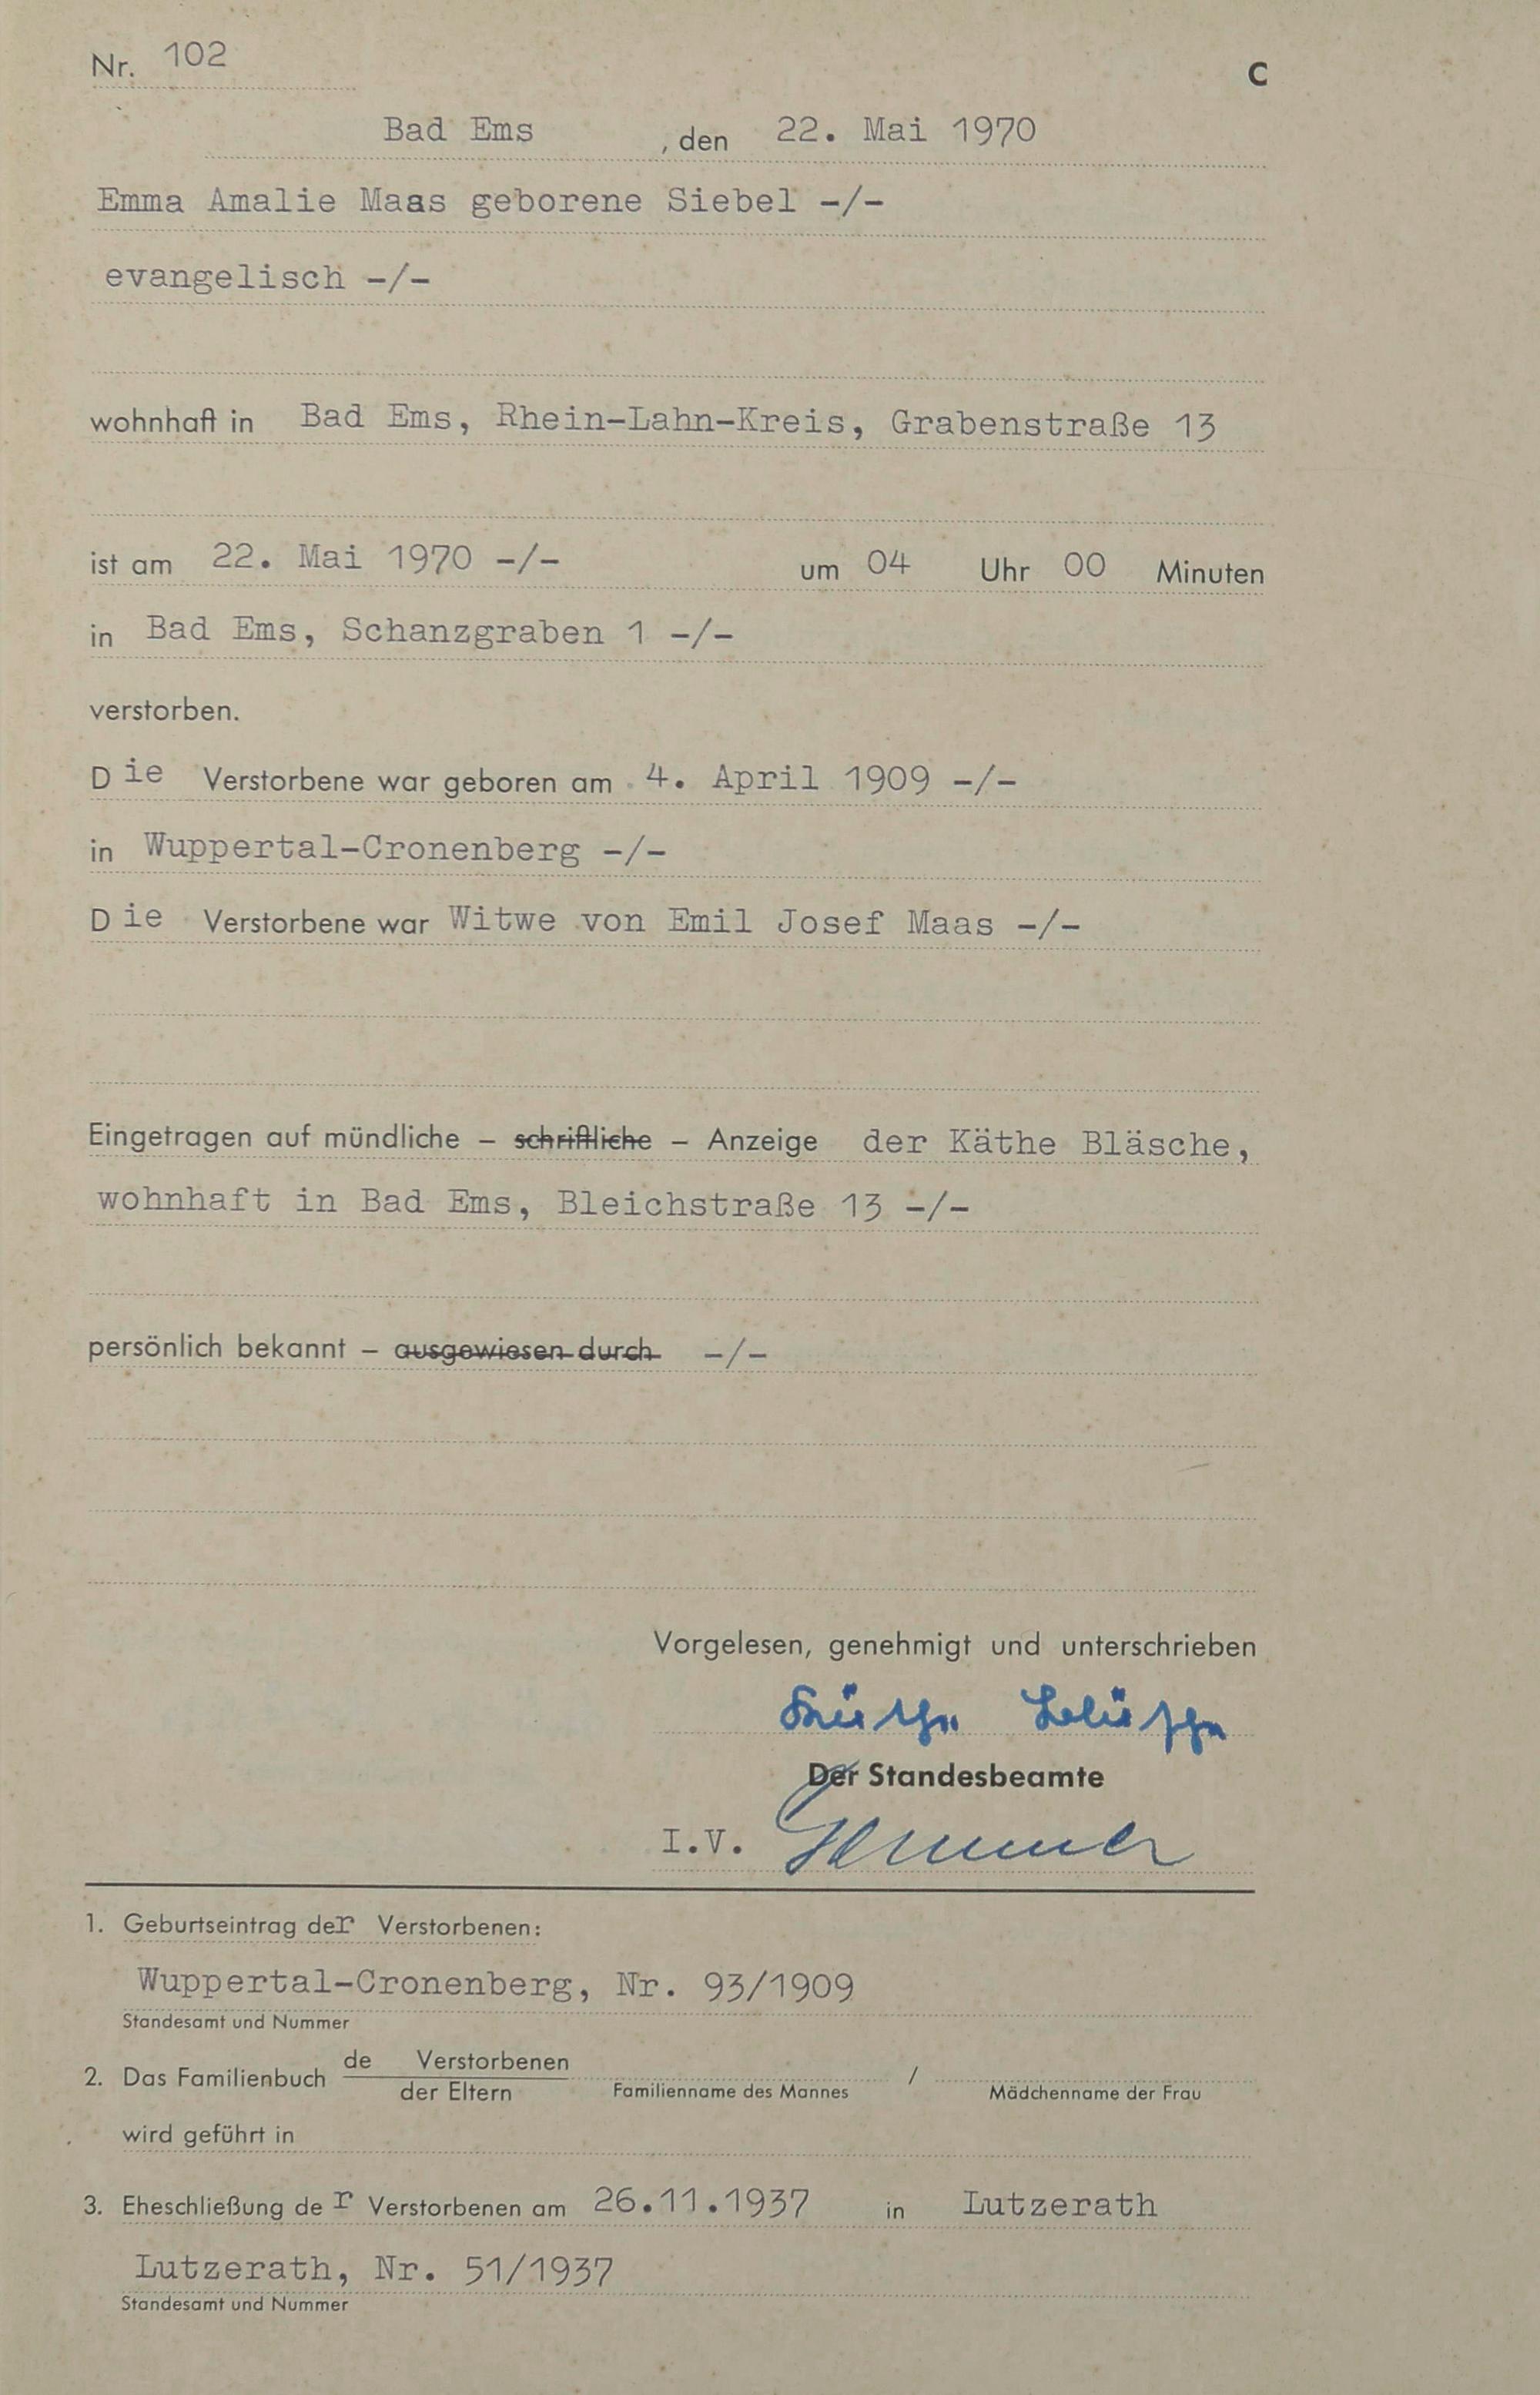 Nr. 102
C
Bad Ems , den 22. Mai 1970
Emma Amalie Maas geborene Siebel -/-
evangelisch -/-
wohnhaft in Bad Ems, Rhein-Lahn-Kreis, Grabenstraße 13
ist am 22. Mai 1970 -/- um 04 Uhr 00 Minuten
in Bad Ems, Schanzgraben 1 -/-
verstorben.
Die Verstorbene war geboren am 4. April 1909 -/-
in Wuppertal-Cronenberg -/-
Die Verstorbene war Witwe von Emil Josef Maas -/-
Eingetragen auf mündliche – schriftliche – Anzeige der Käthe Bläsche,
wohnhaft in Bad Ems, Bleichstraße 13 -/-
persönlich bekannt – ausgewiesen durch -/-
Vorgelesen, genehmigt und unterschrieben
Käthe Bläsche
Der Standesbeamte
I.V.
1. Geburtseintrag der Verstorbenen:
Wuppertal-Cronenberg, Nr. 93/1909
Standesamt und Nummer
2. Das Familienbuch de Verstorbenen
der Eltern Familienname des Mannes / Mädchenname der Frau
wird geführt in
3. Eheschließung der Verstorbenen am 26.11.1937 in Lutzerath
Lutzerath, Nr. 51/1937
Standesamt und Nummer